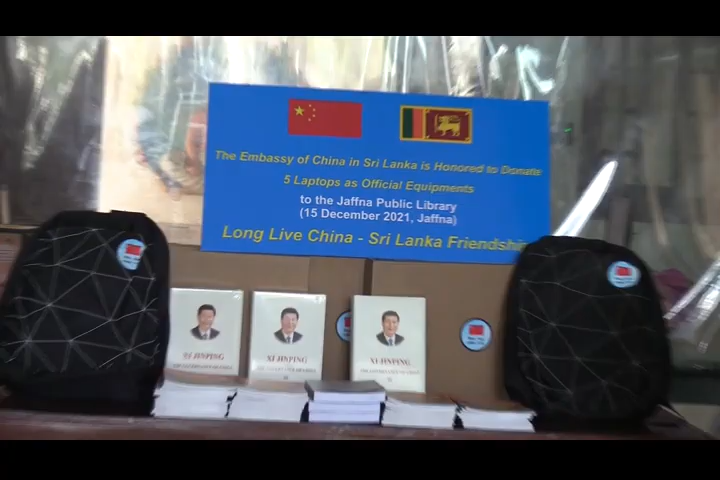 The Embassy of China in Sri Lanka is Honored to Donate
5 Laptops as Official Equipments
to the Jaffna Public Library
(15 December 2021, Jaffna)
Long Live China - Sri Lanka Friendship
XI JINPING
XI JINPING
XI JINPING